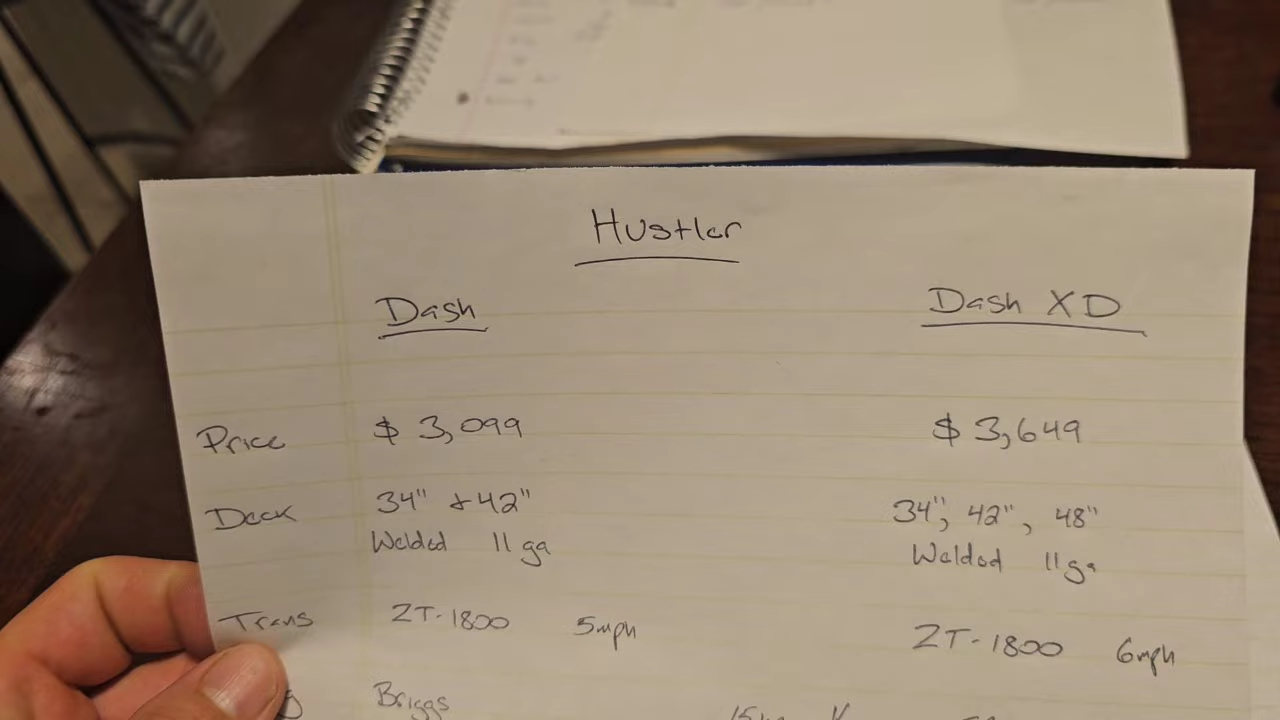 Hustler
Dash Dash XD
Price $ 3,099 $ 3,649
Deck 34" + 42" 34", 42", 48"
Welded 11 ga Welded 11 ga
Trans ZT-1800 5mph ZT-1800 6mph
Briggs